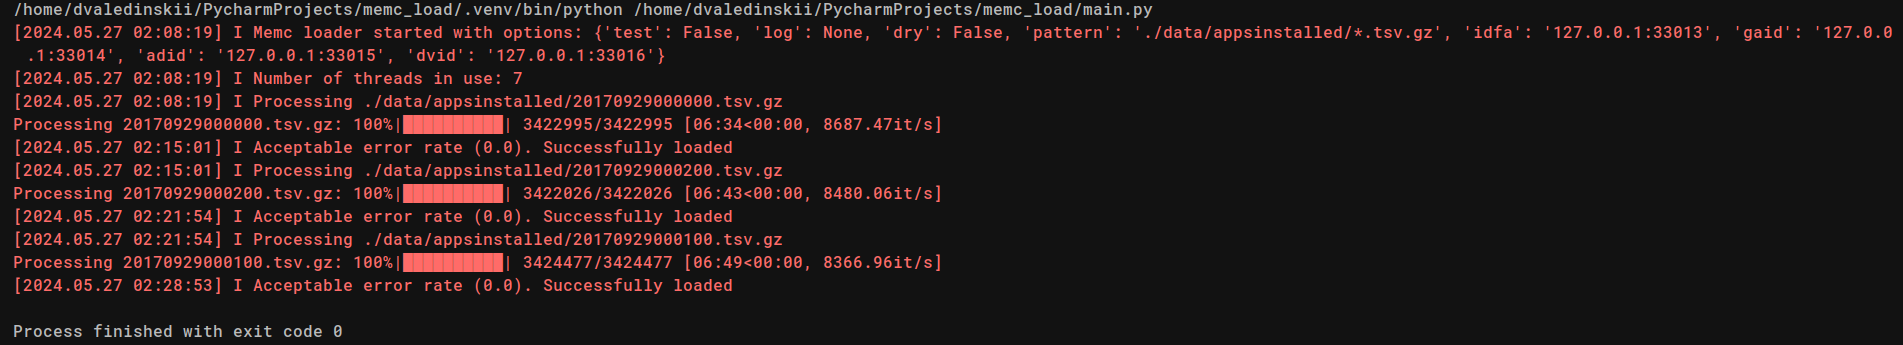 /home/dvaledinskii/PycharmProjects/memc_load/.venv/bin/python /home/dvaledinskii/PycharmProjects/memc_load/main.py
[2024.05.27 02:08:19] I Memc loader started with options: {'test': False, 'log': None, 'dry': False, 'pattern': './data/appsinstalled/*.tsv.gz', 'idfa': '127.0.0.1:33013', 'gaid': '127.0.0
.1:33014', 'adid': '127.0.0.1:33015', 'dvid': '127.0.0.1:33016'}
[2024.05.27 02:08:19] I Number of threads in use: 7
[2024.05.27 02:08:19] I Processing ./data/appsinstalled/20170929000000.tsv.gz
Processing 20170929000000.tsv.gz: 100%|██████████| 3422995/3422995 [06:34<00:00, 8687.47it/s]
[2024.05.27 02:15:01] I Acceptable error rate (0.0). Successfully loaded
[2024.05.27 02:15:01] I Processing ./data/appsinstalled/20170929000200.tsv.gz
Processing 20170929000200.tsv.gz: 100%|██████████| 3422026/3422026 [06:43<00:00, 8480.06it/s]
[2024.05.27 02:21:54] I Acceptable error rate (0.0). Successfully loaded
[2024.05.27 02:21:54] I Processing ./data/appsinstalled/20170929000100.tsv.gz
Processing 20170929000100.tsv.gz: 100%|██████████| 3424477/3424477 [06:49<00:00, 8366.96it/s]
[2024.05.27 02:28:53] I Acceptable error rate (0.0). Successfully loaded
Process finished with exit code 0